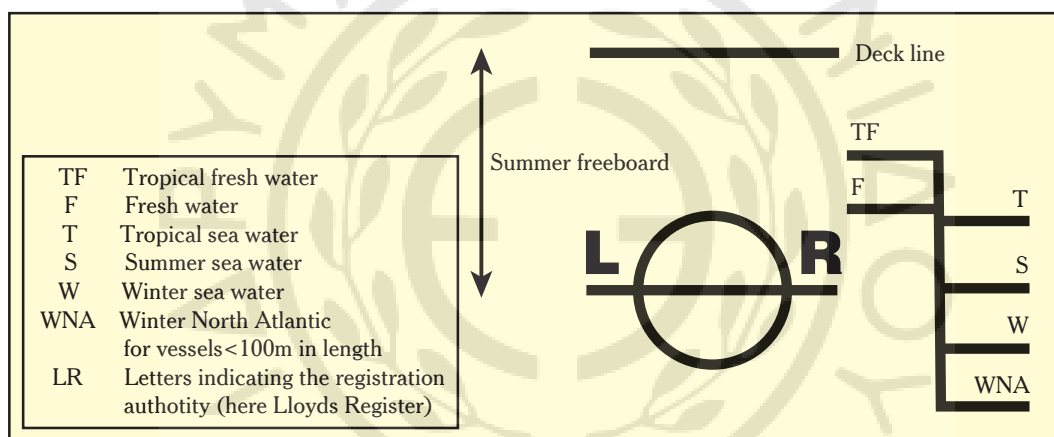 Deck line
Summer freeboard
TF
F
T
S
W
WNA
L R
TF Tropical fresh water
F Fresh water
T Tropical sea water
S Summer sea water
W Winter sea water
WNA Winter North Atlantic
for vessels<100m in length
LR Letters indicating the registration
authotity (here Lloyds Register)